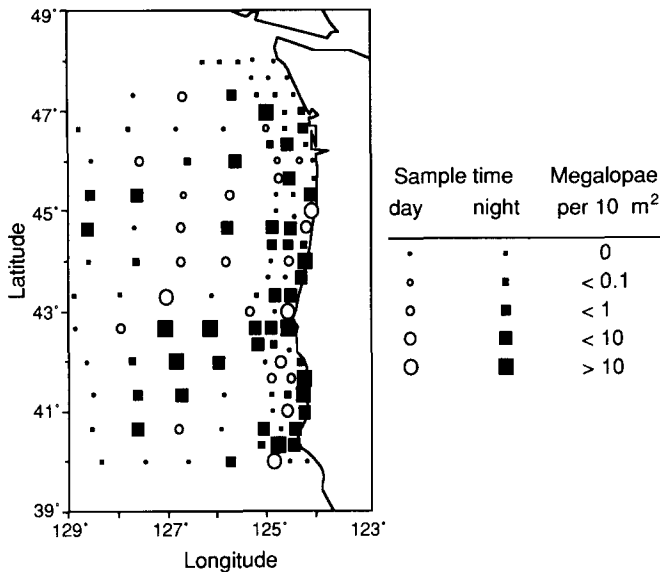 49°
47°
45°
43°
41°
39°
Latitude
129° 127° 125° 123°
Longitude
Sample time Megalopae
day night per 10 m²
0
< 0.1
< 1
< 10
> 10